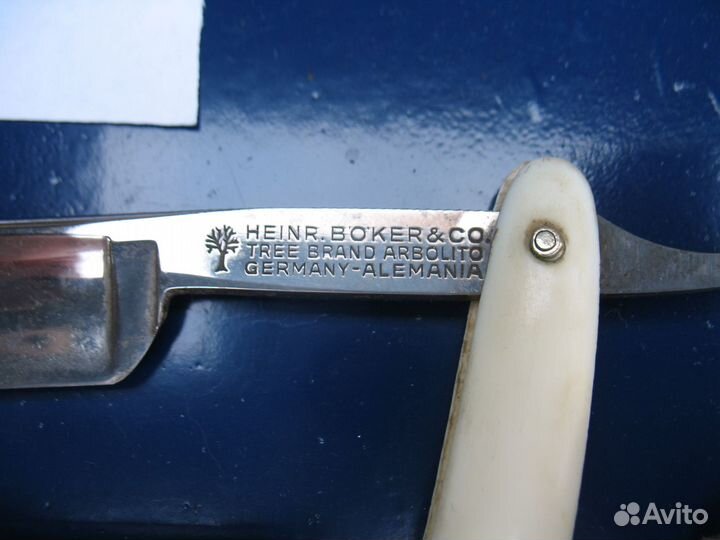 HEINR. BÖKER & CO.
TREE BRAND ARBOLITO
GERMANY-ALEMANIA
Avito